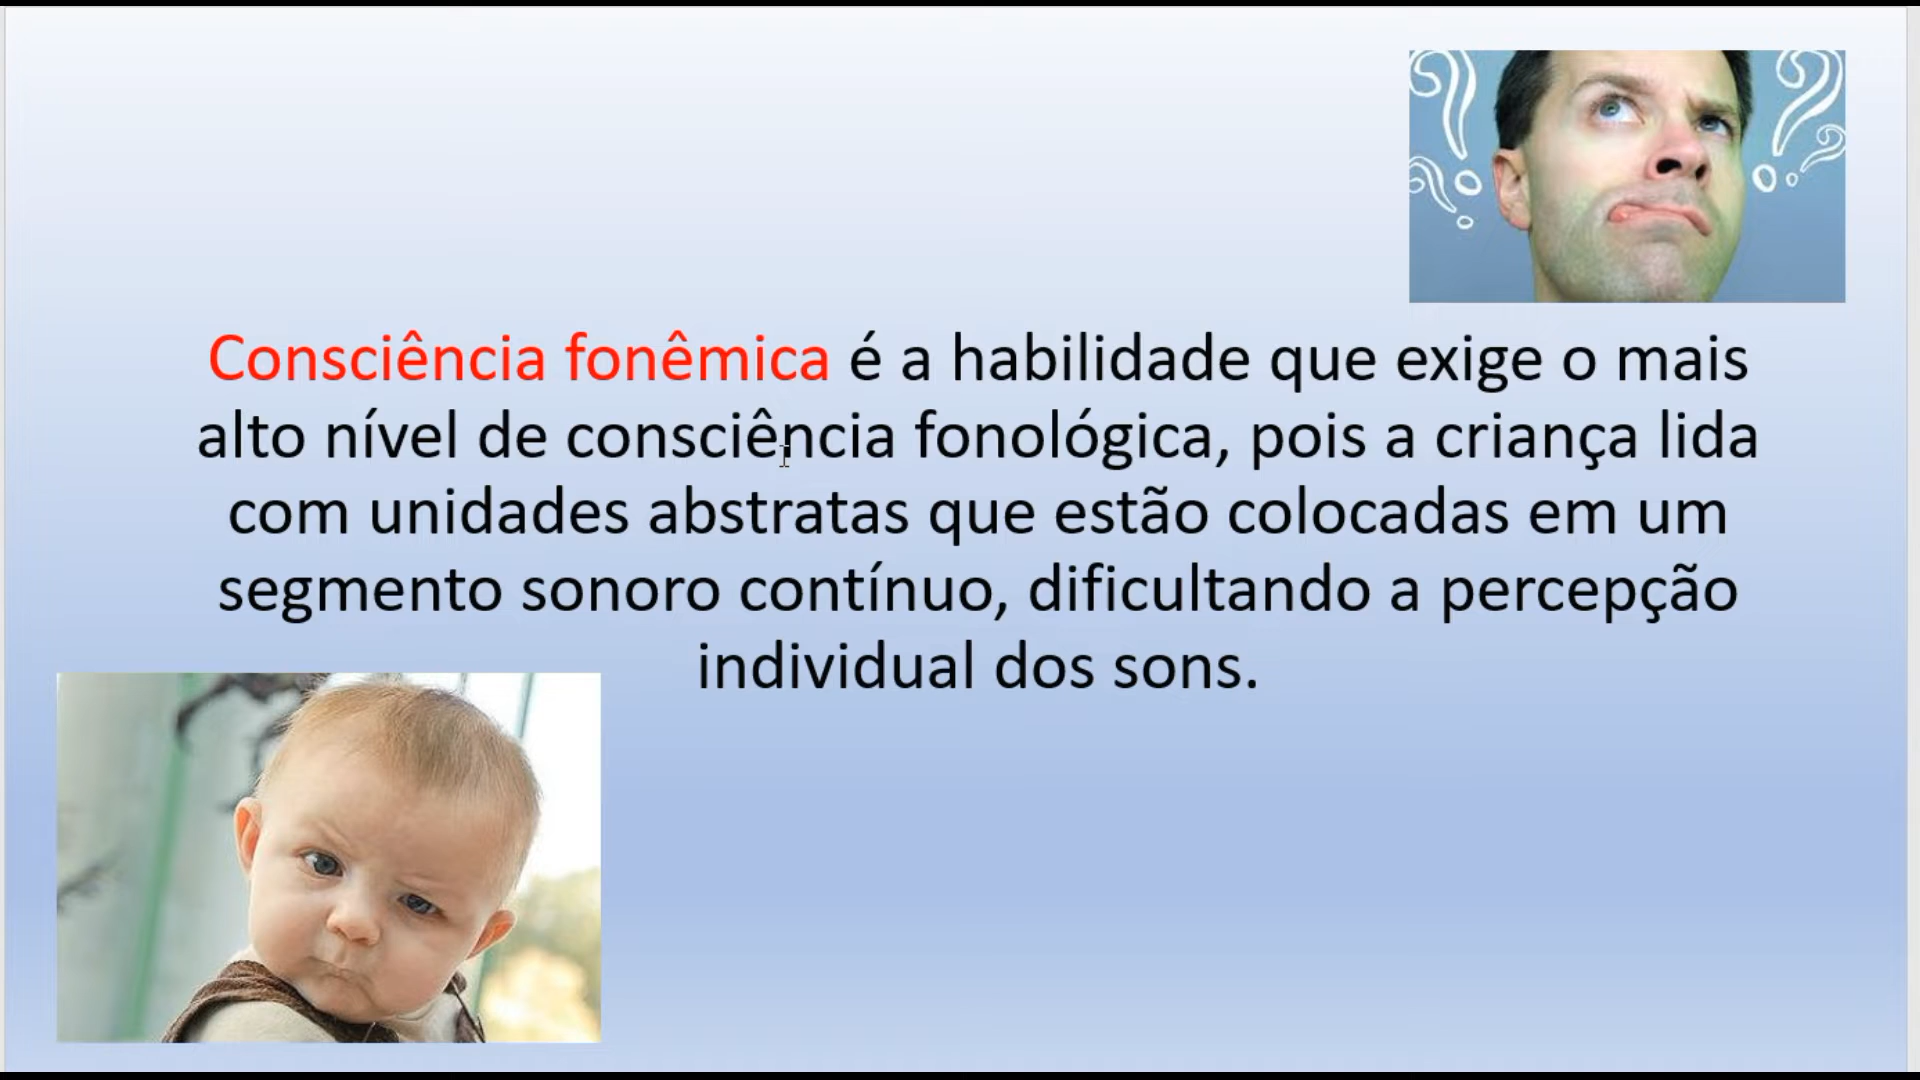 Consciência fonêmica é a habilidade que exige o mais
alto nível de consciência fonológica, pois a criança lida
com unidades abstratas que estão colocadas em um
segmento sonoro contínuo, dificultando a percepção
individual dos sons.